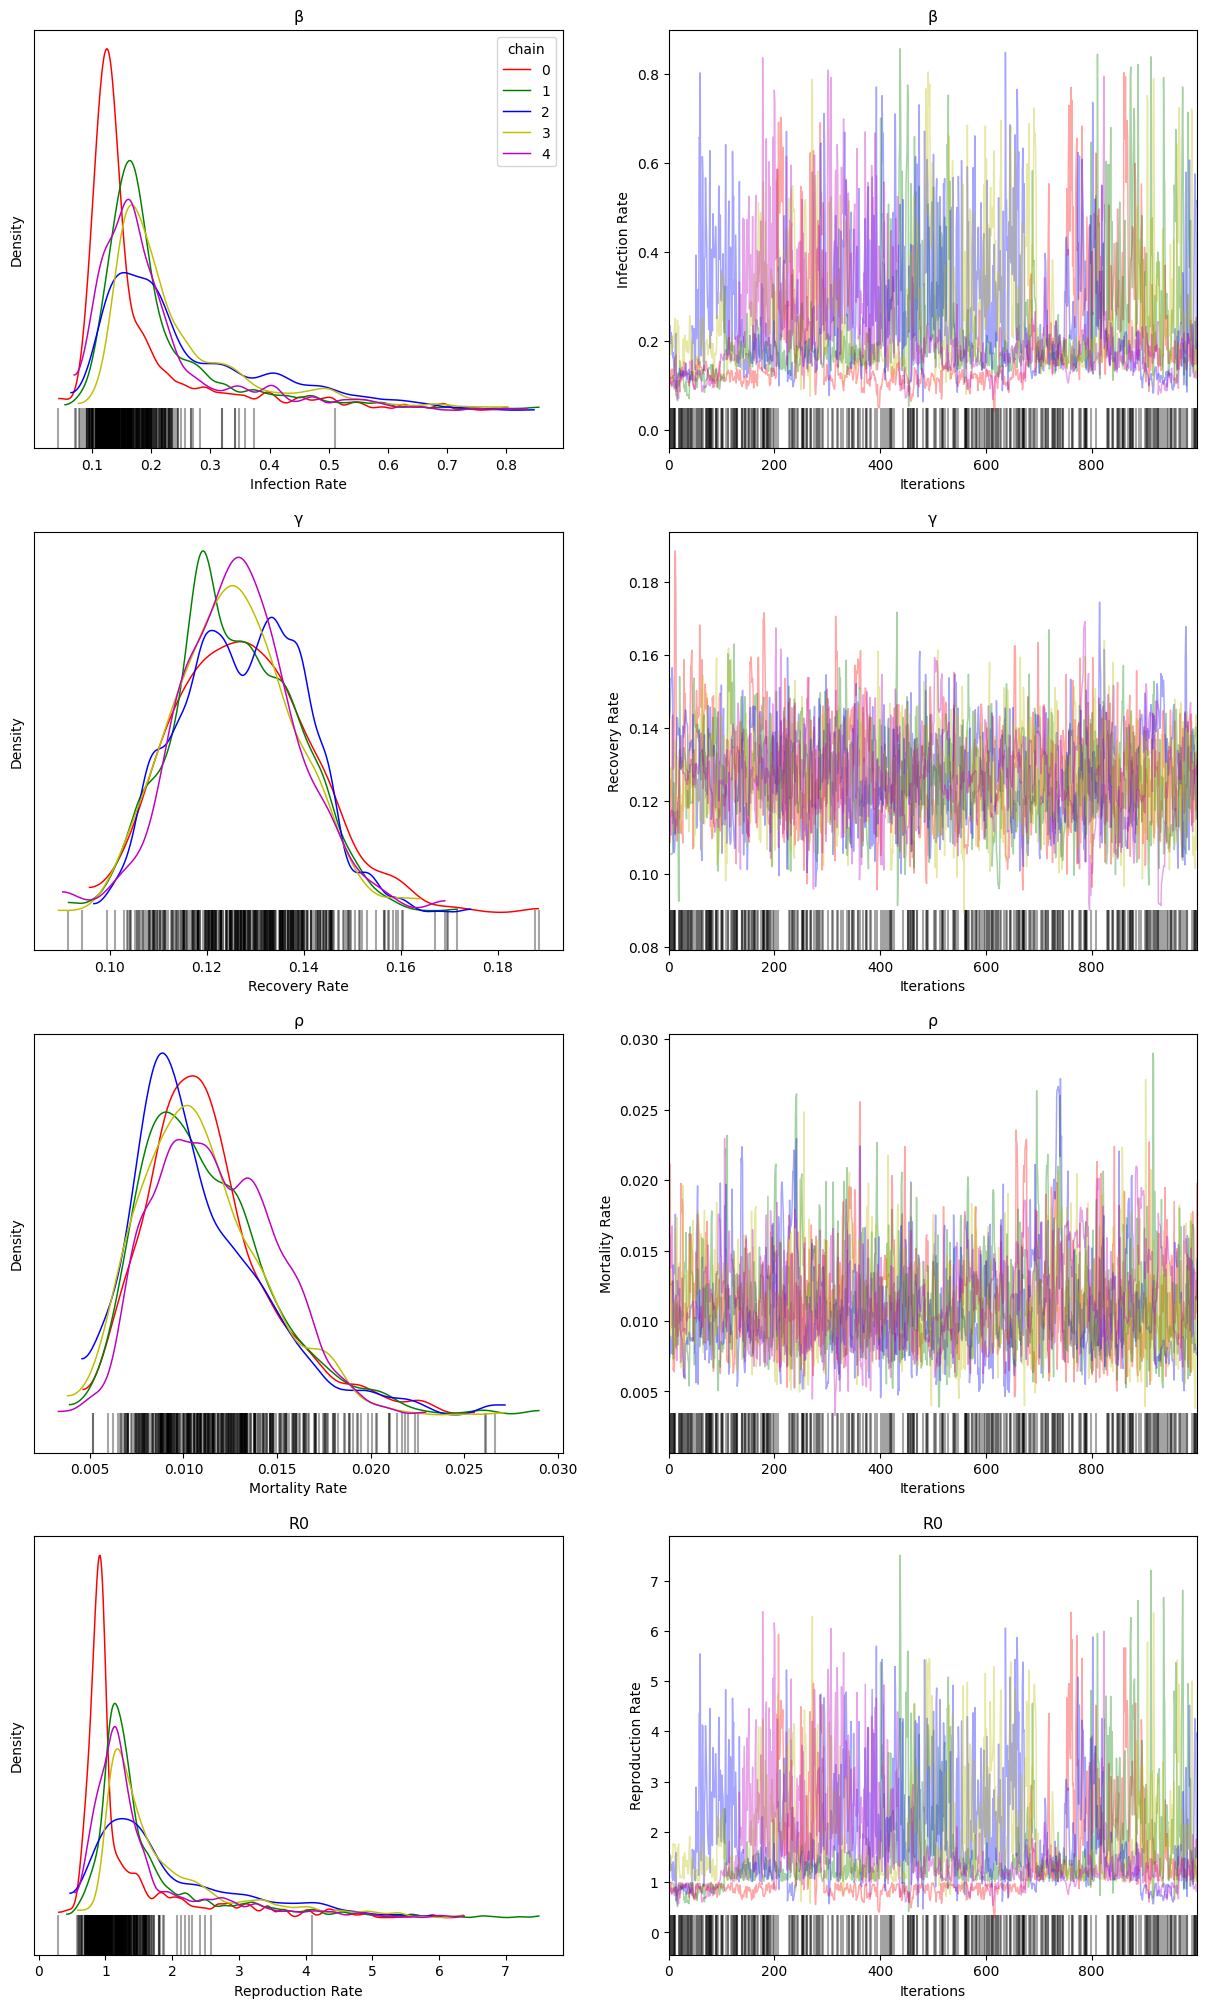 β
chain
0
1
2
3
4
Density
0.1 0.2 0.3 0.4 0.5 0.6 0.7 0.8
Infection Rate
β
Infection Rate
0.8
0.6
0.4
0.2
0.0
0 200 400 600 800
Iterations
γ
Density
0.10 0.12 0.14 0.16 0.18
Recovery Rate
γ
Recovery Rate
0.18
0.16
0.14
0.12
0.10
0.08
0 200 400 600 800
Iterations
ρ
Density
0.005 0.010 0.015 0.020 0.025 0.030
Mortality Rate
ρ
Mortality Rate
0.030
0.025
0.020
0.015
0.010
0.005
0 200 400 600 800
Iterations
R0
Density
0 1 2 3 4 5 6 7
Reproduction Rate
R0
Reproduction Rate
7
6
5
4
3
2
1
0
0 200 400 600 800
Iterations